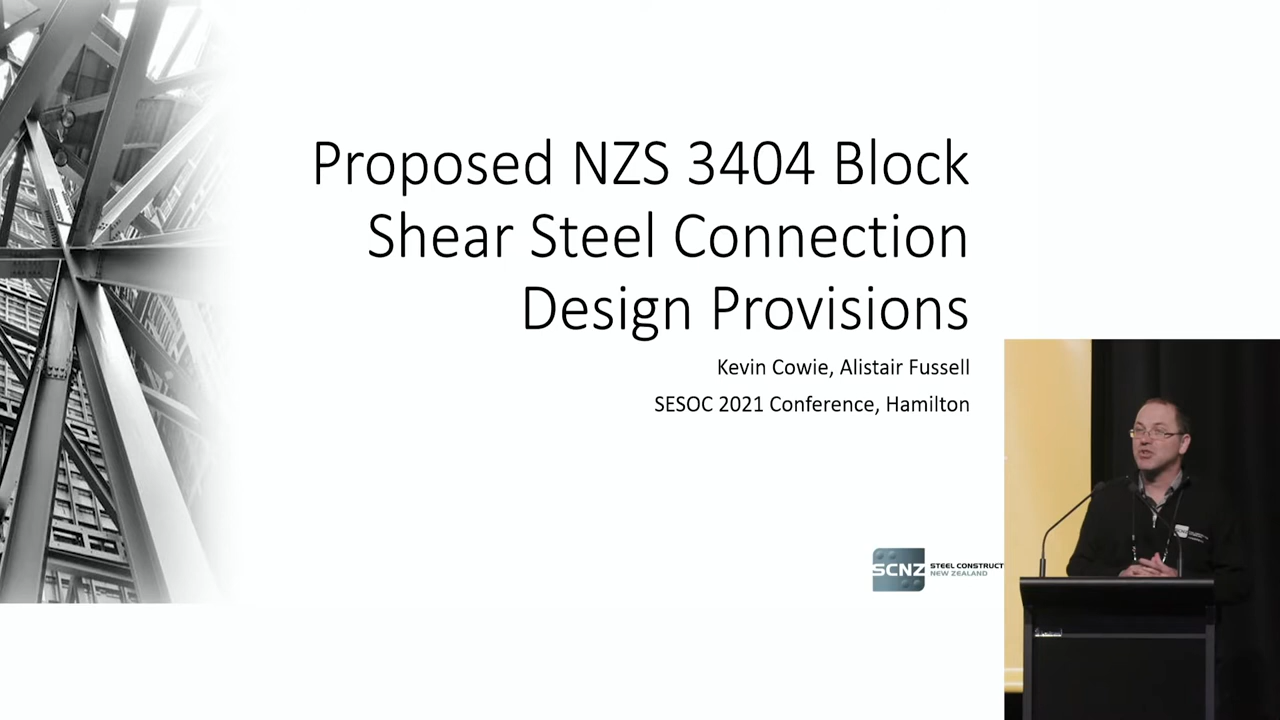 Proposed NZS 3404 Block
Shear Steel Connection
Design Provisions
Kevin Cowie, Alistair Fussell
SESOC 2021 Conference, Hamilton
SCNZ
STEEL CONSTRUCT
NEW ZEALAND
SCNZ